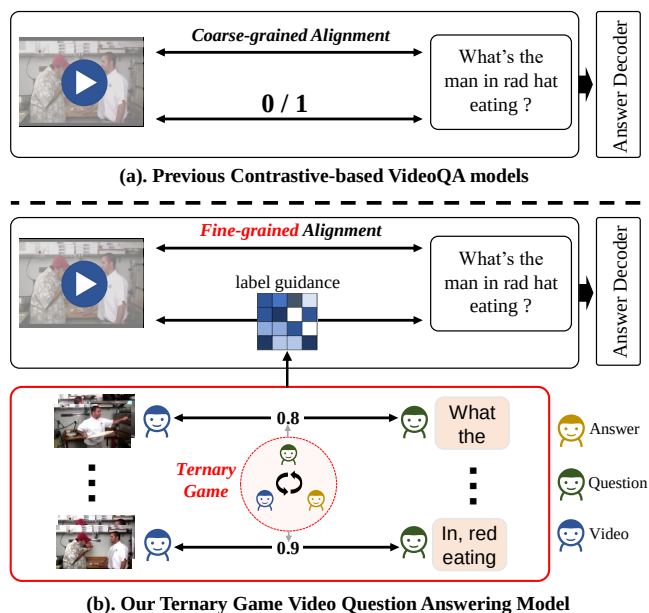 Coarse-grained Alignment
0 / 1
What's the
man in rad hat
eating ?
Answer Decoder
(a). Previous Contrastive-based VideoQA models
Fine-grained Alignment
label guidance
What's the
man in rad hat
eating ?
Answer Decoder
0.8
What
the
Answer
Ternary
Game
Question
0.9
In, red
eating
Video
(b). Our Ternary Game Video Question Answering Model